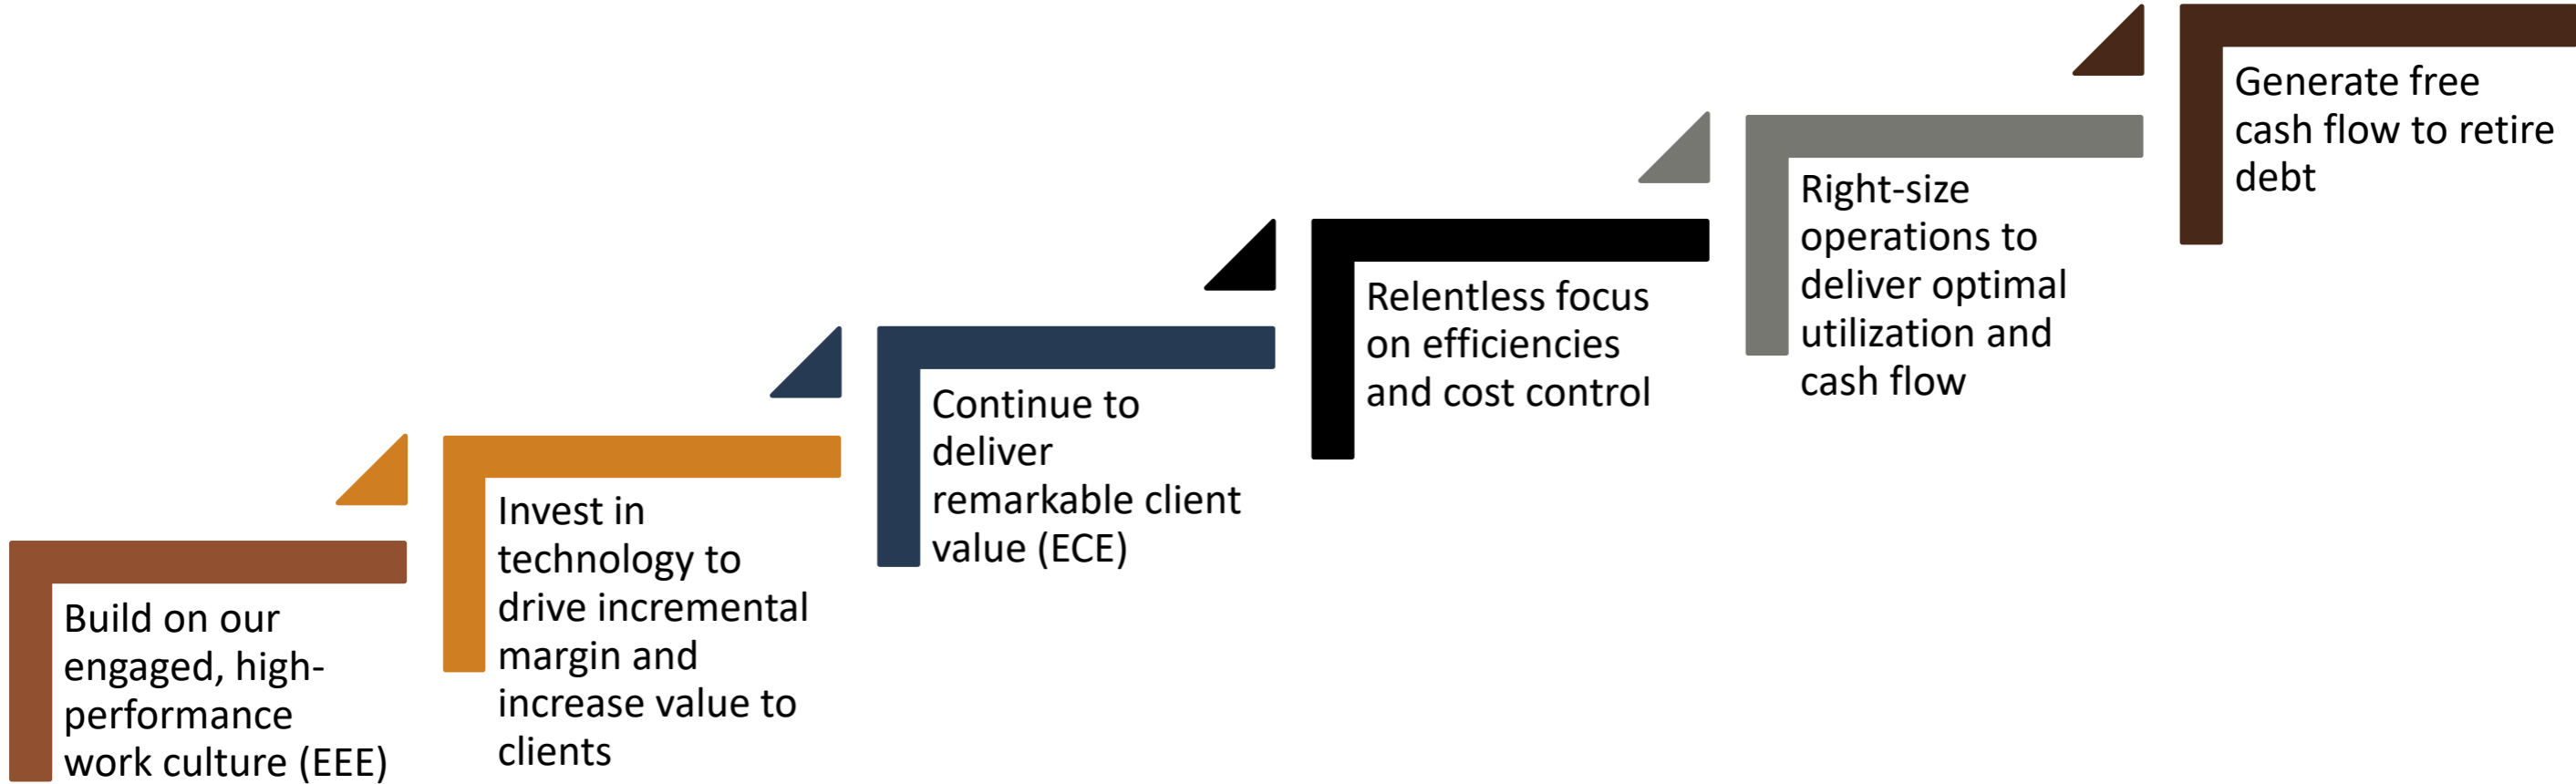 Build on our
engaged, high-
performance
work culture (EEE)
Invest in
technology to
drive incremental
margin and
increase value to
clients
Continue to
deliver
remarkable client
value (ECE)
Relentless focus
on efficiencies
and cost control
Right-size
operations to
deliver optimal
utilization and
cash flow
Generate free
cash flow to retire
debt